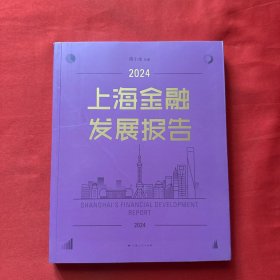 2024
上海金融
发展报告
SHANGHAI'S FINANCIAL DEVELOPMENT
REPORT
2024